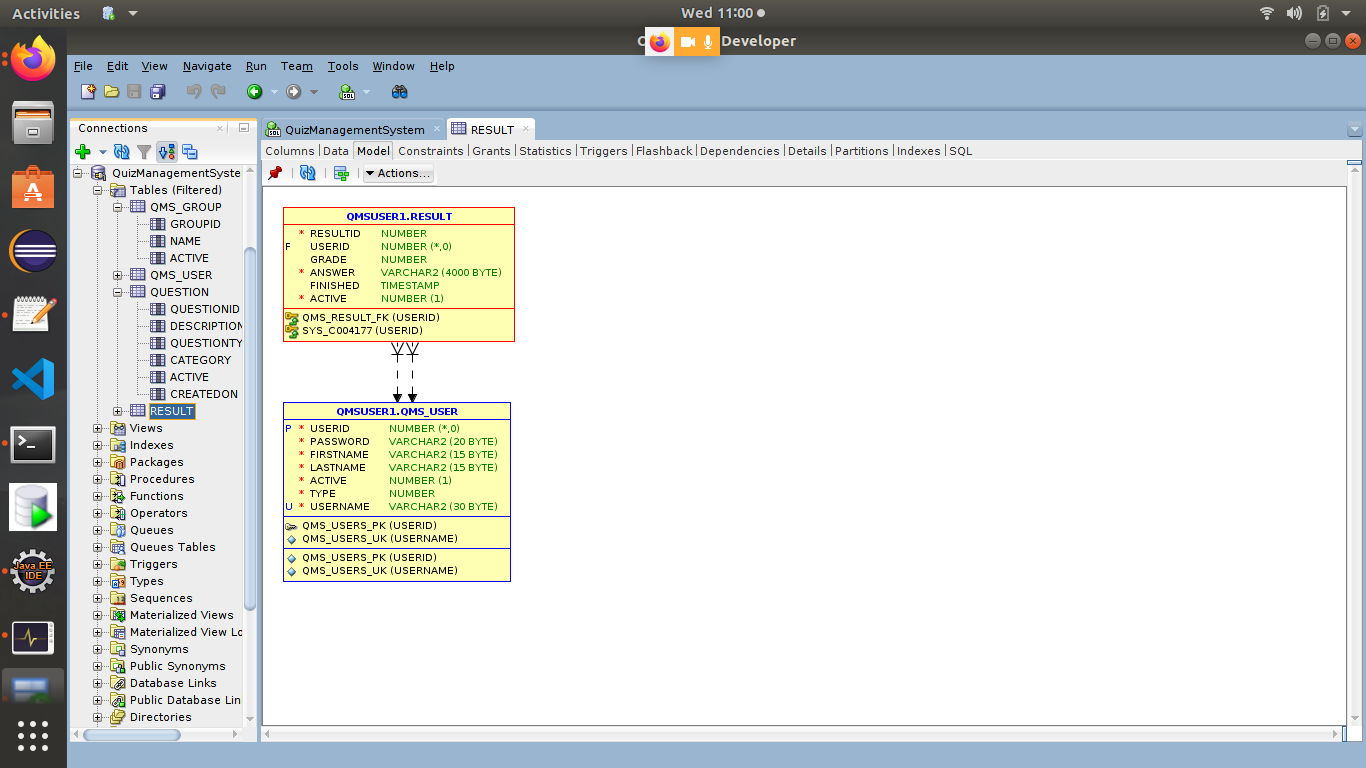 Activities
Wed 11:00
Developer
File Edit View Navigate Run Team Tools Window Help
SQL
Connections
QuizManagementSyste
Tables (Filtered)
QMS_GROUP
GROUPID
NAME
ACTIVE
QMS_USER
QUESTION
QUESTIONID
DESCRIPTION
QUESTIONTY
CATEGORY
ACTIVE
CREATEDON
RESULT
Views
Indexes
Packages
Procedures
Functions
Operators
Queues
Queues Tables
Triggers
Types
Sequences
Materialized Views
Materialized View Lo
Synonyms
Public Synonyms
Database Links
Public Database Lin
Directories
Java EE
IDE
QuizManagementSystem RESULT
Columns Data Model Constraints Grants Statistics Triggers Flashback Dependencies Details Partitions Indexes SQL
Actions...
QMSUSER1.RESULT
* RESULTID NUMBER
F USERID NUMBER (*,0)
GRADE NUMBER
* ANSWER VARCHAR2 (4000 BYTE)
FINISHED TIMESTAMP
* ACTIVE NUMBER (1)
QMS_RESULT_FK (USERID)
SYS_C004177 (USERID)
QMSUSER1.QMS_USER
P * USERID NUMBER (*,0)
* PASSWORD VARCHAR2 (20 BYTE)
* FIRSTNAME VARCHAR2 (15 BYTE)
* LASTNAME VARCHAR2 (15 BYTE)
* ACTIVE NUMBER (1)
* TYPE NUMBER
U * USERNAME VARCHAR2 (30 BYTE)
QMS_USERS_PK (USERID)
QMS_USERS_UK (USERNAME)
QMS_USERS_PK (USERID)
QMS_USERS_UK (USERNAME)